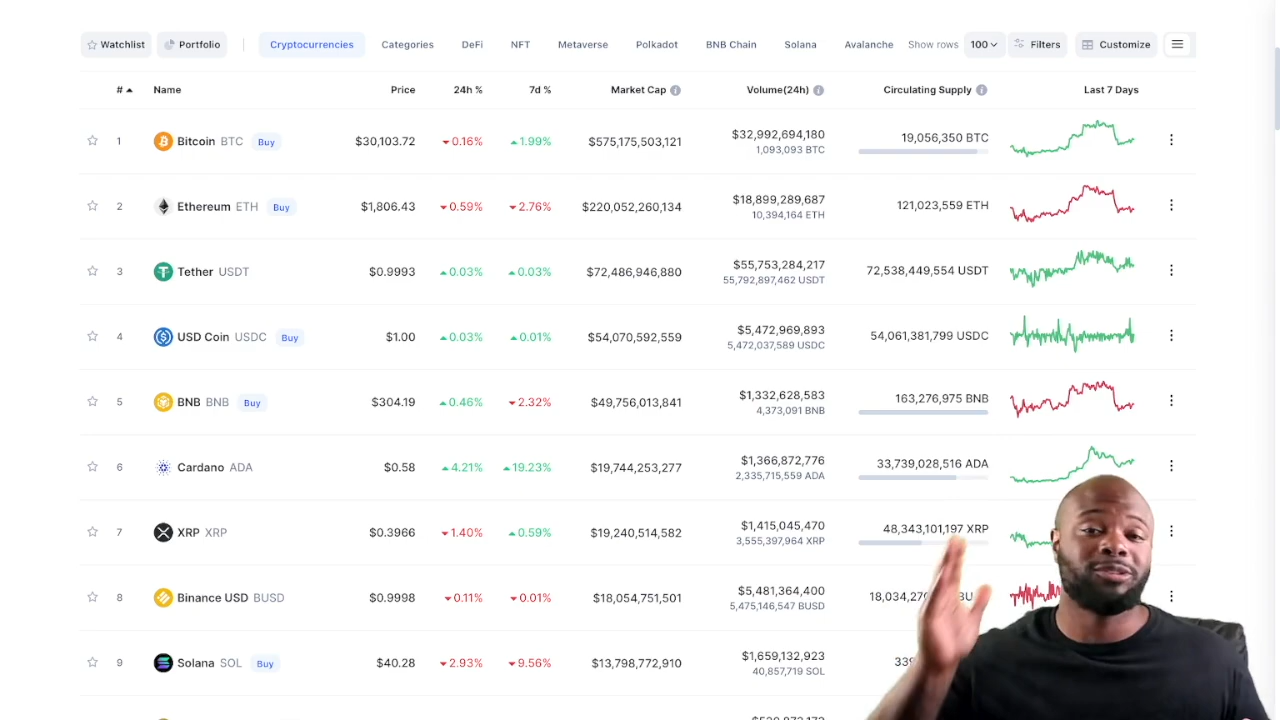 Watchlist Portfolio Cryptocurrencies Categories DeFi NFT Metaverse Polkadot BNB Chain Solana Avalanche Show rows 100 Filters Customize
# Name Price 24h % 7d % Market Cap Volume(24h) Circulating Supply Last 7 Days
1 Bitcoin BTC Buy $30,103.72 0.16% 1.99% $575,175,503,121 $32,992,694,180 19,056,350 BTC
1,093,093 BTC
2 Ethereum ETH Buy $1,806.43 0.59% 2.76% $220,052,260,134 $18,899,289,687 121,023,559 ETH
10,394,164 ETH
3 Tether USDT $0.9993 0.03% 0.03% $72,486,946,880 $55,753,284,217 72,538,449,554 USDT
55,792,897,462 USDT
4 USD Coin USDC Buy $1.00 0.03% 0.01% $54,070,592,559 $5,472,969,893 54,061,381,799 USDC
5,472,037,589 USDC
5 BNB BNB Buy $304.19 0.46% 2.32% $49,756,013,841 $1,332,628,583 163,276,975 BNB
4,373,091 BNB
6 Cardano ADA $0.58 4.21% 19.23% $19,744,253,277 $1,366,872,776 33,739,028,516 ADA
2,335,715,559 ADA
7 XRP XRP $0.3966 1.40% 0.59% $19,240,514,582 $1,415,045,470 48,343,101,197 XRP
3,555,397,964 XRP
8 Binance USD BUSD $0.9998 0.11% 0.01% $18,054,751,501 $5,481,364,400
5,475,146,547 BUSD
9 Solana SOL Buy $40.28 2.93% 9.56% $13,798,772,910 $1,659,132,923
40,857,719 SOL